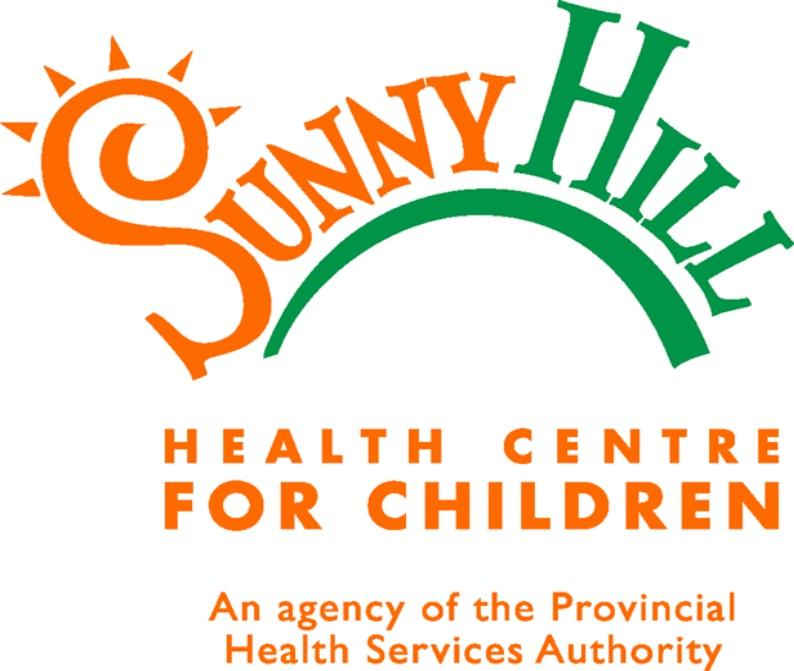 SUNNY HILL
HEALTH CENTRE
FOR CHILDREN
An agency of the Provincial
Health Services Authority